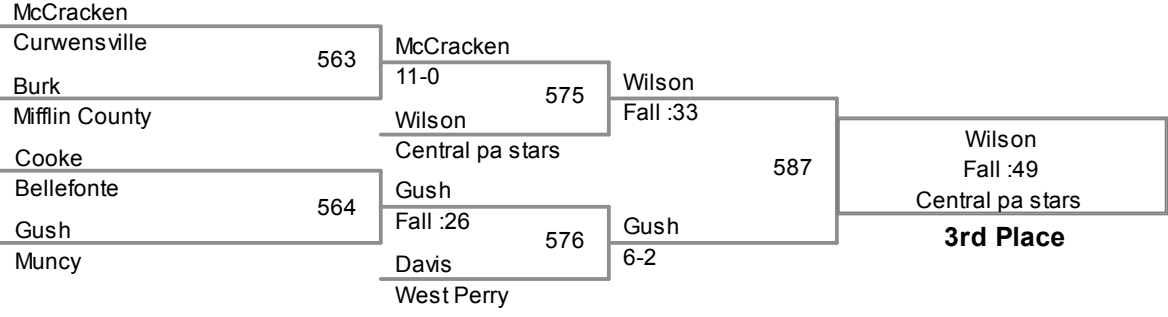 McCracken
Curwensville
563
Burk
Mifflin County
Cooke
Bellefonte
564
Gush
Muncy
McCracken
11-0
575
Wilson
Central pa stars
Gush
Fall :26
576
Davis
West Perry
Wilson
Fall :33
587
Gush
6-2
Wilson
Fall :49
Central pa stars
3rd Place